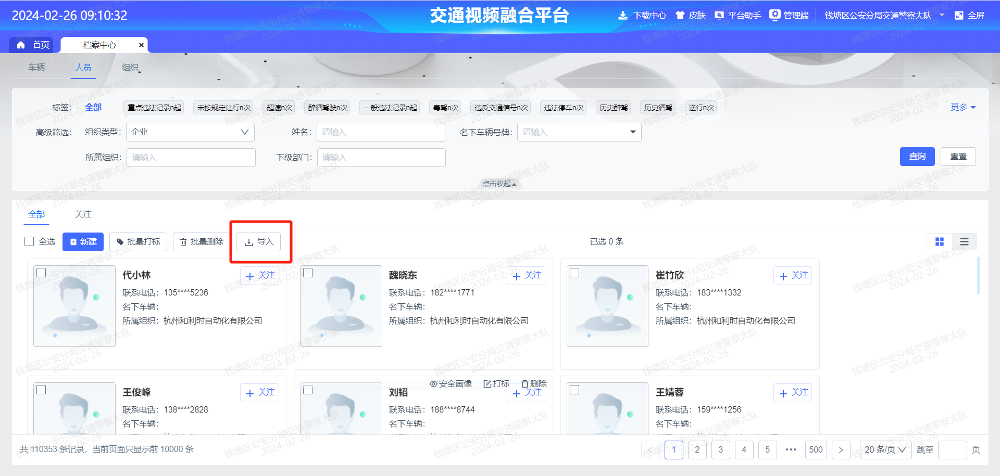 2024-02-26 09:10:32
交通视频融合平台
下载中心 皮肤 平台助手 管理端 钱塘区公安分局交通警察大队 全屏
首页 档案中心 ×
车辆 人员 组织
标签： 全部 重点违法记录n起 未按规定让行n次 超速n次 醉酒驾驶n次 一般违法记录n起 毒驾n次 违反交通信号n次 违法停车n次 历史醉驾 历史酒驾 逆行n次 更多
高级筛选： 组织类型： 企业 姓名： 请输入 名下车辆号牌： 请输入
所属组织： 请输入 下级部门： 请输入 查询 重置
点击收起
全部 关注
全选 新建 批量打标 批量删除 导入 已选 0 条
代小林 + 关注
联系电话： 135****5236
名下车辆：
所属组织： 杭州和利时自动化有限公司
魏晓东 + 关注
联系电话： 182****1771
名下车辆：
所属组织： 杭州和利时自动化有限公司
崔竹欣 + 关注
联系电话： 183****1332
名下车辆：
所属组织： 杭州和利时自动化有限公司
王俊峰 + 关注
联系电话： 138****2828
名下车辆：
安全画像 打标 删除
刘韬 + 关注
联系电话： 188****8744
名下车辆：
王婧蓉 + 关注
联系电话： 159****1256
名下车辆：
共 110353 条记录，当前页面只显示前 10000 条
< 1 2 3 4 5 ••• 500 > 20 条/页 跳至 页
钱塘区公安分局交通警察大队
2024-02-26